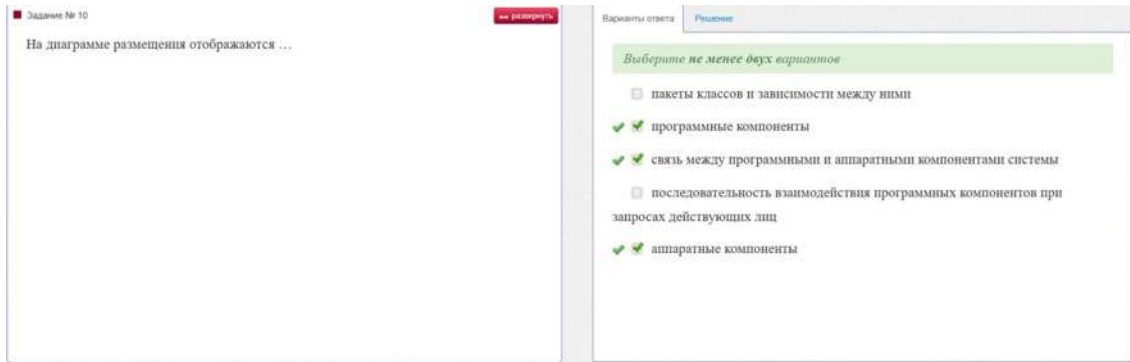 Задание № 10
развернуть
На диаграмме размещения отображаются …
Варианты ответа
Решение
Выберите не менее двух вариантов
пакеты классов и зависимости между ними
программные компоненты
связь между программными и аппаратными компонентами системы
последовательность взаимодействия программных компонентов при
запросах действующих лиц
аппаратные компоненты